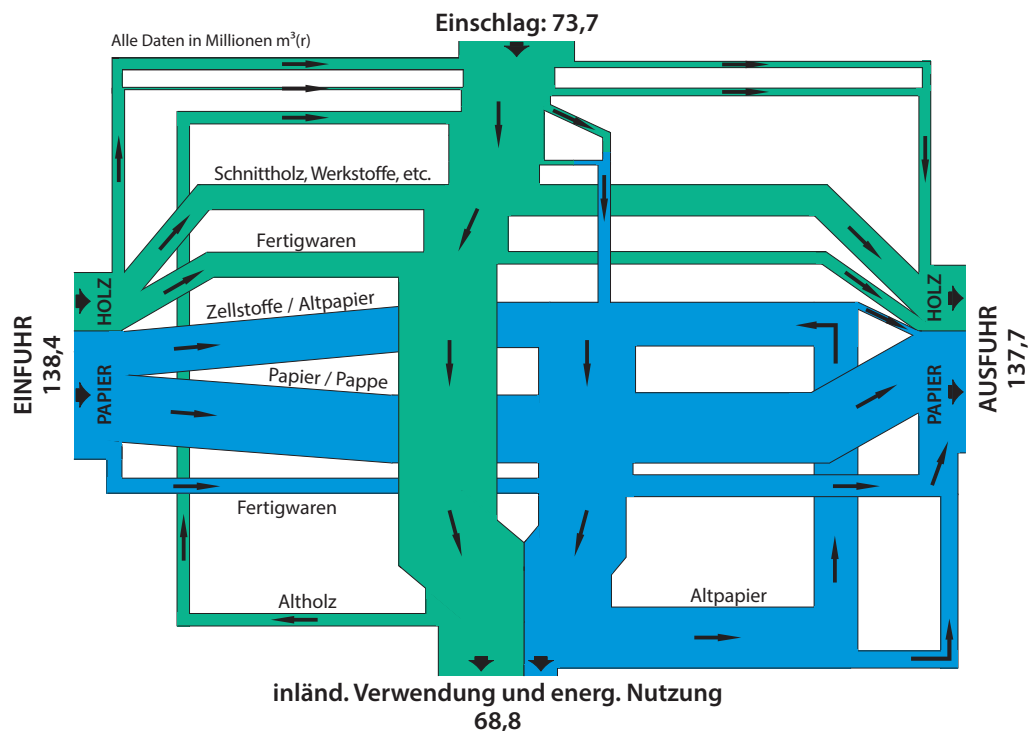 Einschlag: 73,7
Alle Daten in Millionen m³(r)
Schnittholz, Werkstoffe, etc.
Fertigwaren
HOLZ
HOLZ
Zellstoffe / Altpapier
EINFUHR
138,4
AUSFUHR
137,7
Papier / Pappe
PAPIER
PAPIER
Fertigwaren
Altholz
Altpapier
inländ. Verwendung und energ. Nutzung
68,8